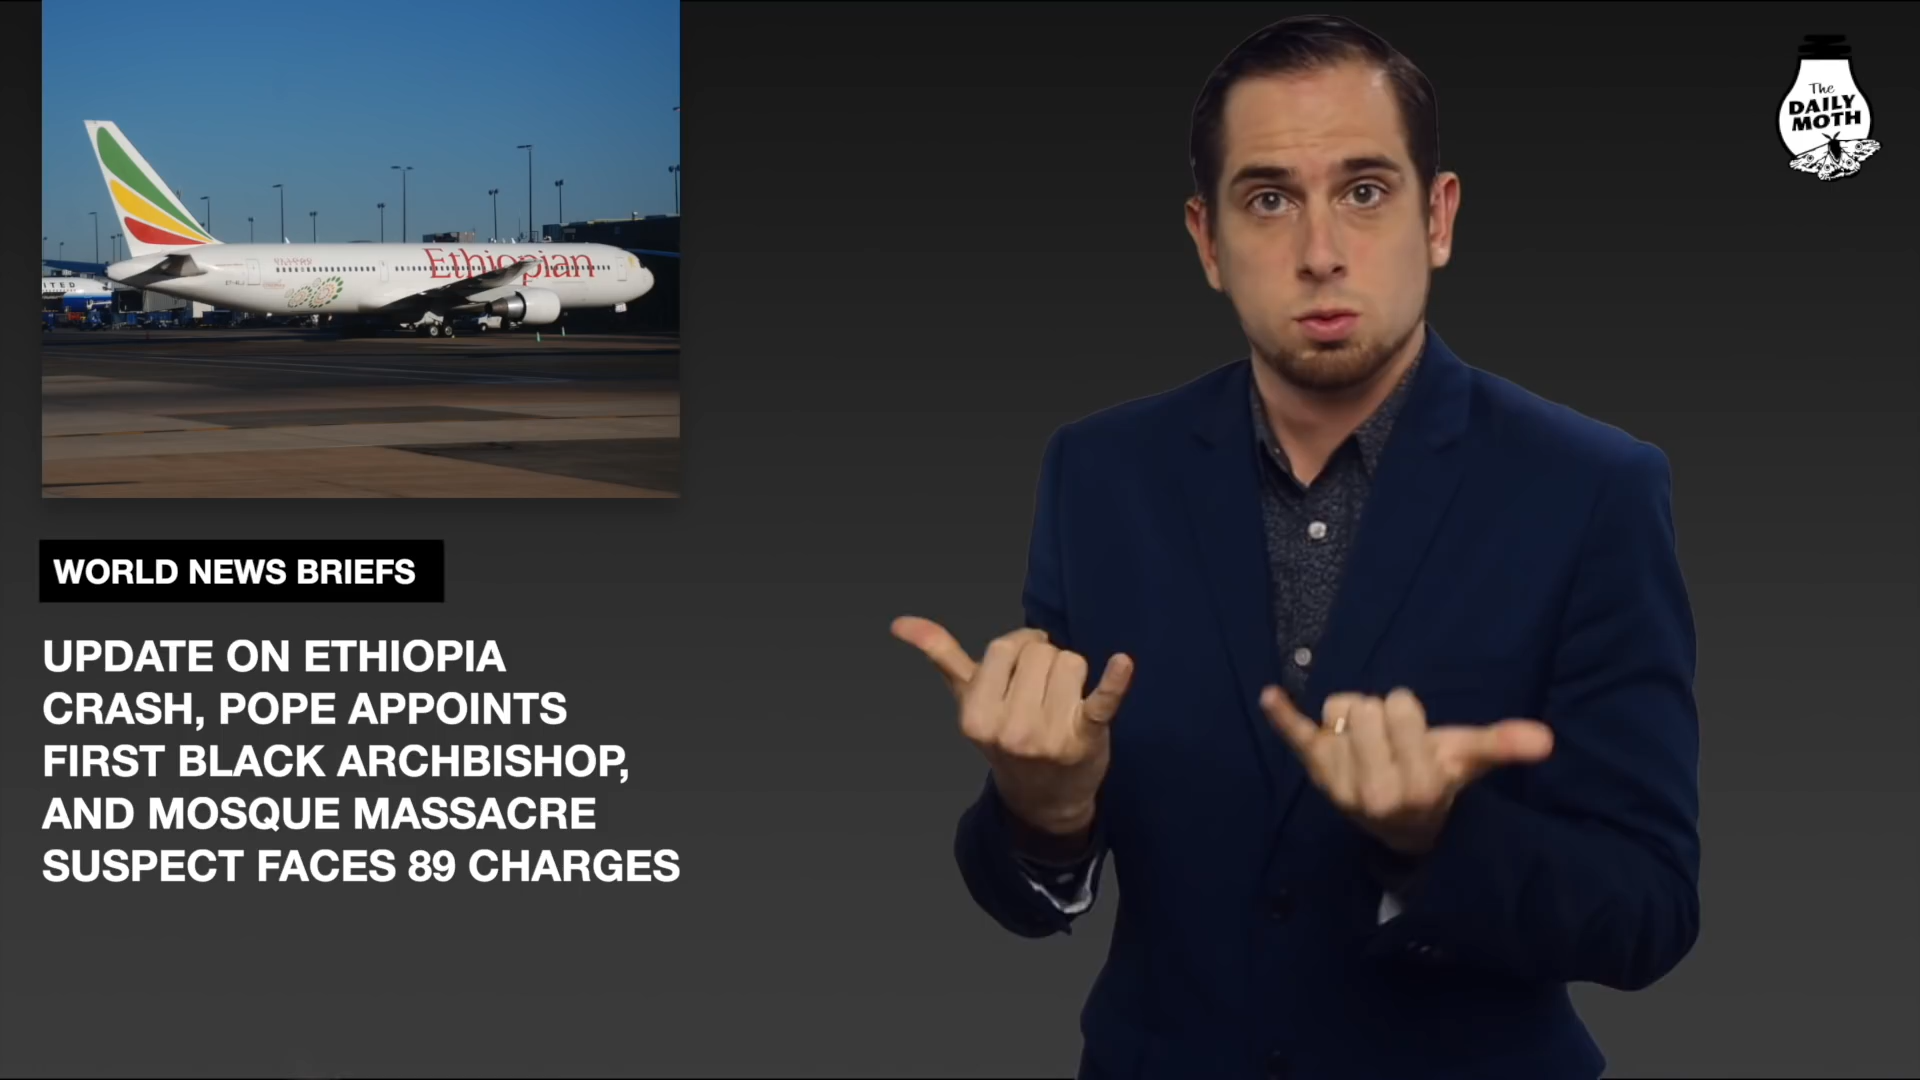 The
DAILY
MOTH
Ethiopian
ITED
WORLD NEWS BRIEFS
UPDATE ON ETHIOPIA
CRASH, POPE APPOINTS
FIRST BLACK ARCHBISHOP,
AND MOSQUE MASSACRE
SUSPECT FACES 89 CHARGES